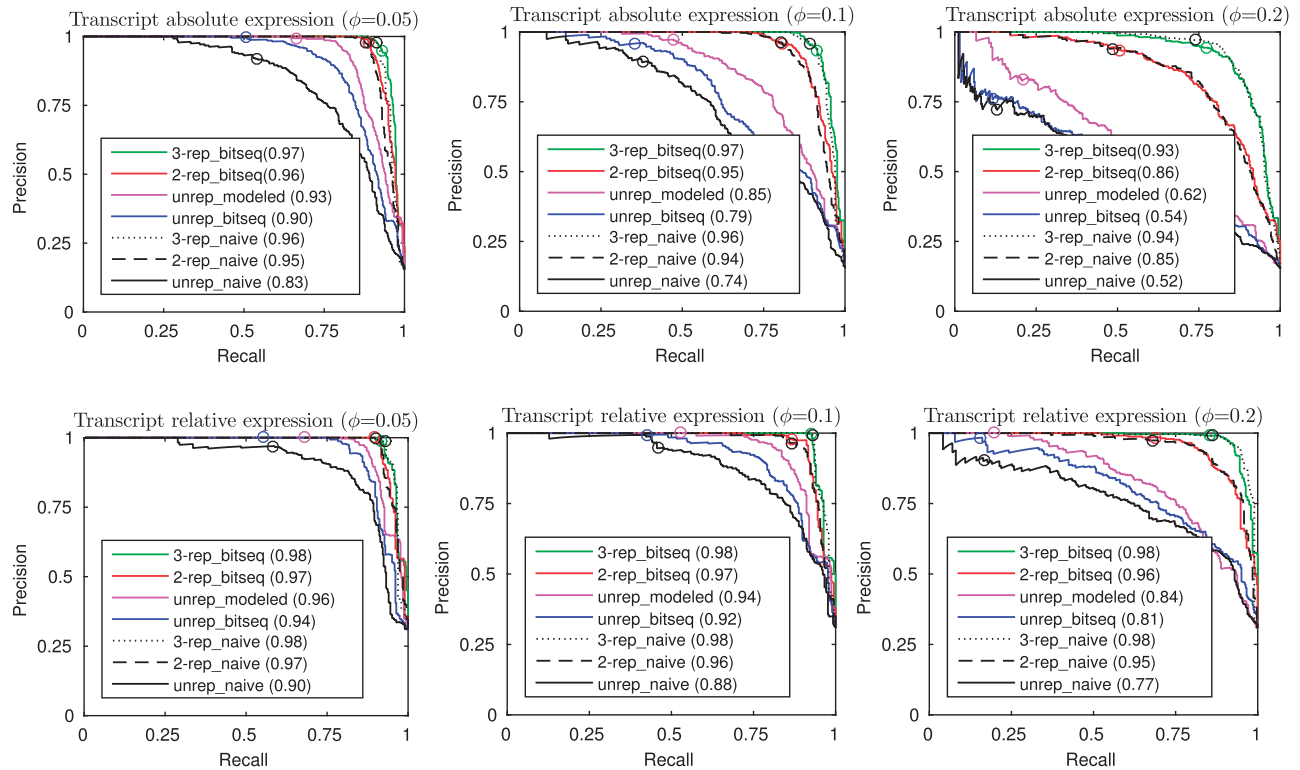 Transcript absolute expression (ϕ=0.05)
1
0.75
0.5
0.25
0
Precision
3-rep_bitseq(0.97)
2-rep_bitseq(0.96)
unrep_modeled (0.93)
unrep_bitseq (0.90)
3-rep_naive (0.96)
2-rep_naive (0.95)
unrep_naive (0.83)
0 0.25 0.5 0.75 1
Recall
Transcript absolute expression (ϕ=0.1)
1
0.75
0.5
0.25
0
Precision
3-rep_bitseq(0.97)
2-rep_bitseq(0.95)
unrep_modeled (0.85)
unrep_bitseq (0.79)
3-rep_naive (0.96)
2-rep_naive (0.94)
unrep_naive (0.74)
0 0.25 0.5 0.75 1
Recall
Transcript absolute expression (ϕ=0.2)
1
0.75
0.5
0.25
0
Precision
3-rep_bitseq(0.93)
2-rep_bitseq (0.86)
unrep_modeled (0.62)
unrep_bitseq (0.54)
3-rep_naive (0.94)
2-rep_naive (0.85)
unrep_naive (0.52)
0 0.25 0.5 0.75 1
Recall
Transcript relative expression (ϕ=0.05)
1
0.75
0.5
0.25
0
Precision
3-rep_bitseq (0.98)
2-rep_bitseq (0.97)
unrep_modeled (0.96)
unrep_bitseq (0.94)
3-rep_naive (0.98)
2-rep_naive (0.97)
unrep_naive (0.90)
0 0.25 0.5 0.75 1
Recall
Transcript relative expression (ϕ=0.1)
1
0.75
0.5
0.25
0
Precision
3-rep_bitseq (0.98)
2-rep_bitseq (0.97)
unrep_modeled (0.94)
unrep_bitseq (0.92)
3-rep_naive (0.98)
2-rep_naive (0.96)
unrep_naive (0.88)
0 0.25 0.5 0.75 1
Recall
Transcript relative expression (ϕ=0.2)
1
0.75
0.5
0.25
0
Precision
3-rep_bitseq (0.98)
2-rep_bitseq (0.96)
unrep_modeled (0.84)
unrep_bitseq (0.81)
3-rep_naive (0.98)
2-rep_naive (0.95)
unrep_naive (0.77)
0 0.25 0.5 0.75 1
Recall